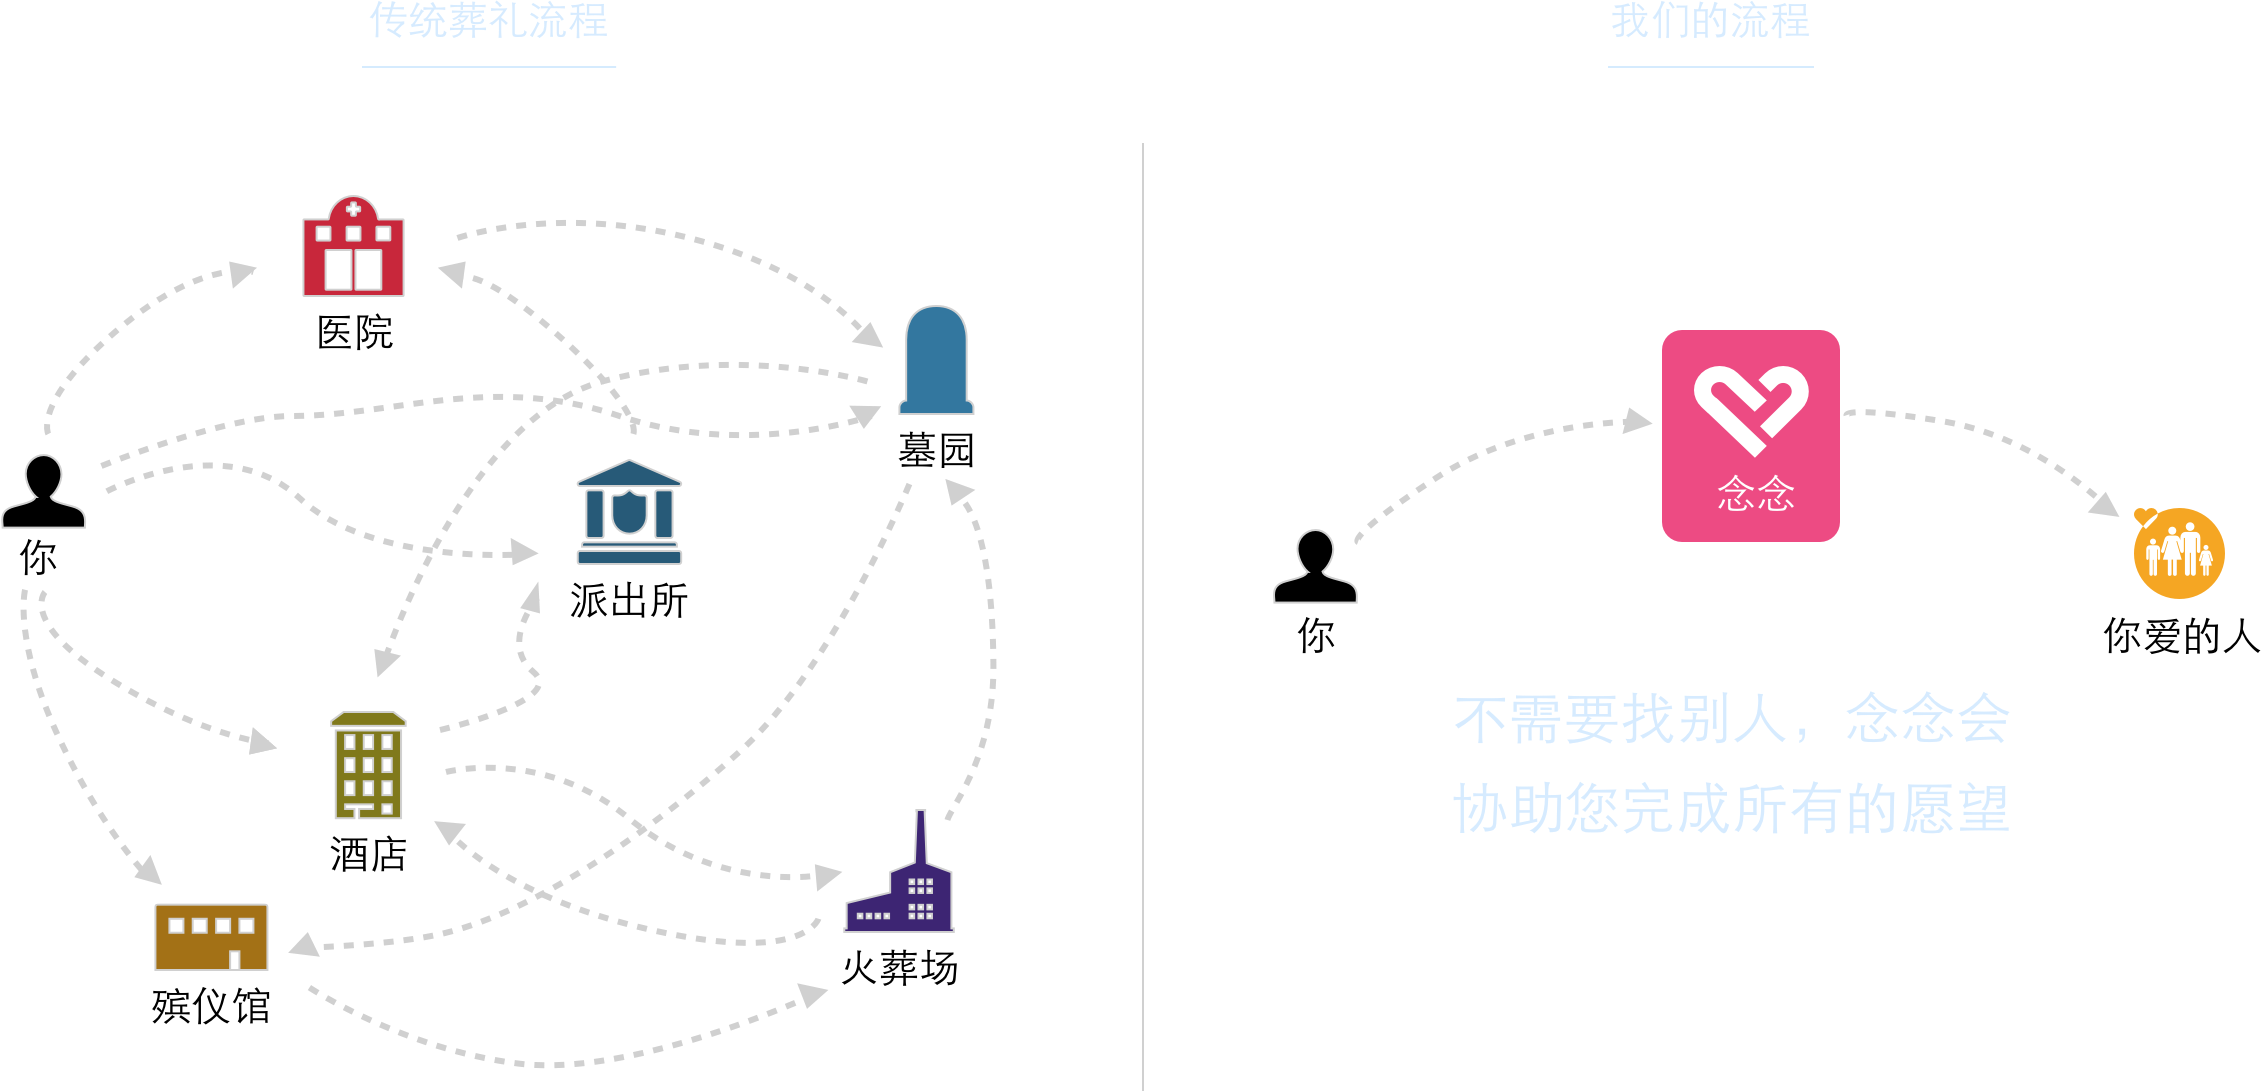 传统葬礼流程
医院
墓园
你
派出所
酒店
火葬场
殡仪馆
我们的流程
念念
你
你爱的人
不需要找别人，念念会
协助您完成所有的愿望